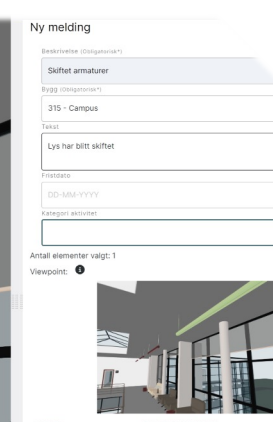 Ny melding
Beskrivelse (Obligatorisk*)
Skiftet armaturer
Bygg (Obligatorisk*)
315 - Campus
Tekst
Lys har blitt skiftet
Fristdato
DD-MM-YYYY
Kategori aktivitet
Antall elementer valgt: 1
Viewpoint: